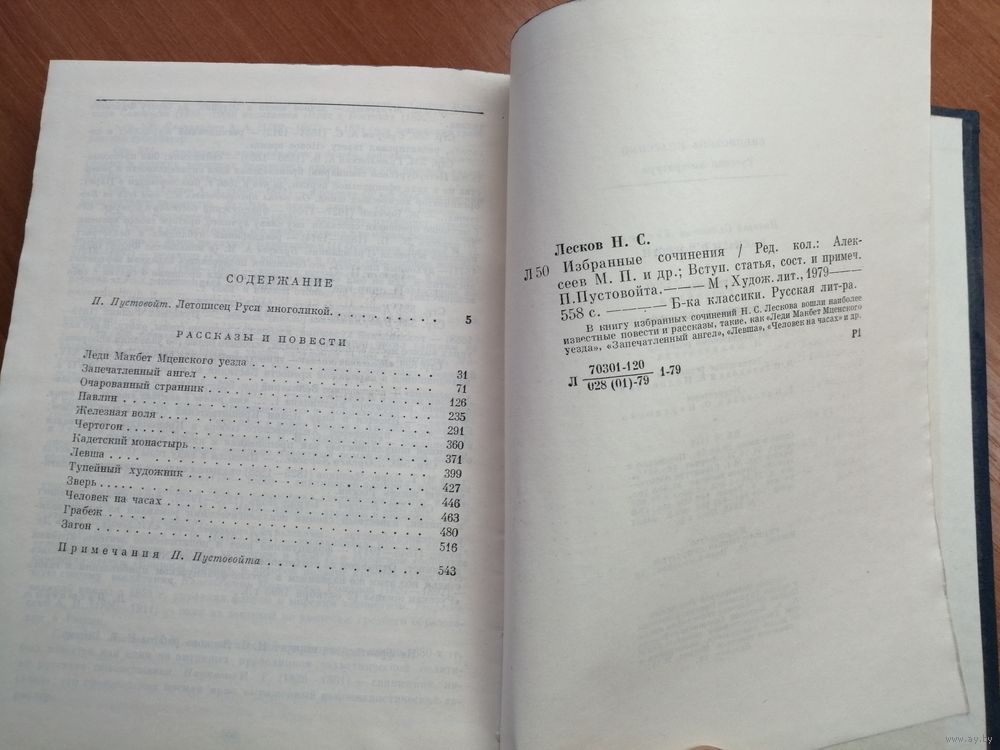 СОДЕРЖАНИЕ
П. Пустовойт. Летописец Руси многоликой. . . . . . . . . . 5
РАССКАЗЫ И ПОВЕСТИ
Леди Макбет Мценского уезда . . . . . . . . . . 31
Запечатленный ангел . . . . . . . . . . 71
Очарованный странник . . . . . . . . . . 126
Павлин . . . . . . . . . . 235
Железная воля . . . . . . . . . . 291
Чертогон . . . . . . . . . . 360
Кадетский монастырь . . . . . . . . . . 371
Левша . . . . . . . . . . 399
Тупейный художник . . . . . . . . . . 427
Зверь . . . . . . . . . . 446
Человек на часах . . . . . . . . . . 463
Грабеж . . . . . . . . . . 480
Загон . . . . . . . . . . 516
Примечания П. Пустовойта . . . . . . . . . . 543
Лесков Н. С.
Л50 Избранные сочинения / Ред. кол.: Алек-
сеев М. П. и др.; Вступ. статья, сост. и примеч.
П. Пустовойта.———М , Худож. лит., 1979———
558 с. ———— Б-ка классики. Русская лит-ра.
В книгу избранных сочинений Н. С. Лескова вошли наиболее
известные повести и рассказы, такие, как «Леди Макбет Мценского
уезда», «Запечатленный ангел», «Левша», «Человек на часах» и др.
Л 70301-120 1-79 Р1
028 (01)-79
www.ay.by